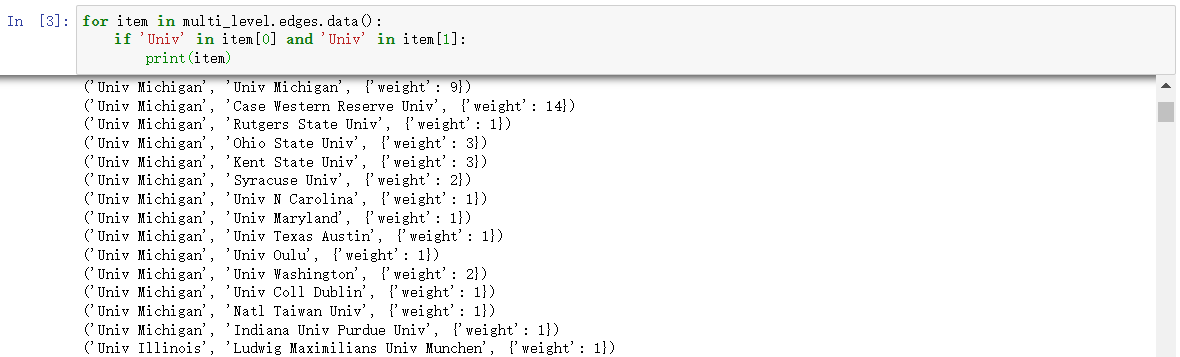 In [3]: for item in multi_level.edges.data():
if 'Univ' in item[0] and 'Univ' in item[1]:
print(item)
('Univ Michigan', 'Univ Michigan', {'weight': 9})
('Univ Michigan', 'Case Western Reserve Univ', {'weight': 14})
('Univ Michigan', 'Rutgers State Univ', {'weight': 1})
('Univ Michigan', 'Ohio State Univ', {'weight': 3})
('Univ Michigan', 'Kent State Univ', {'weight': 3})
('Univ Michigan', 'Syracuse Univ', {'weight': 2})
('Univ Michigan', 'Univ N Carolina', {'weight': 1})
('Univ Michigan', 'Univ Maryland', {'weight': 1})
('Univ Michigan', 'Univ Texas Austin', {'weight': 1})
('Univ Michigan', 'Univ Oulu', {'weight': 1})
('Univ Michigan', 'Univ Washington', {'weight': 2})
('Univ Michigan', 'Univ Coll Dublin', {'weight': 1})
('Univ Michigan', 'Natl Taiwan Univ', {'weight': 1})
('Univ Michigan', 'Indiana Univ Purdue Univ', {'weight': 1})
('Univ Illinois', 'Ludwig Maximilians Univ Munchen', {'weight': 1})